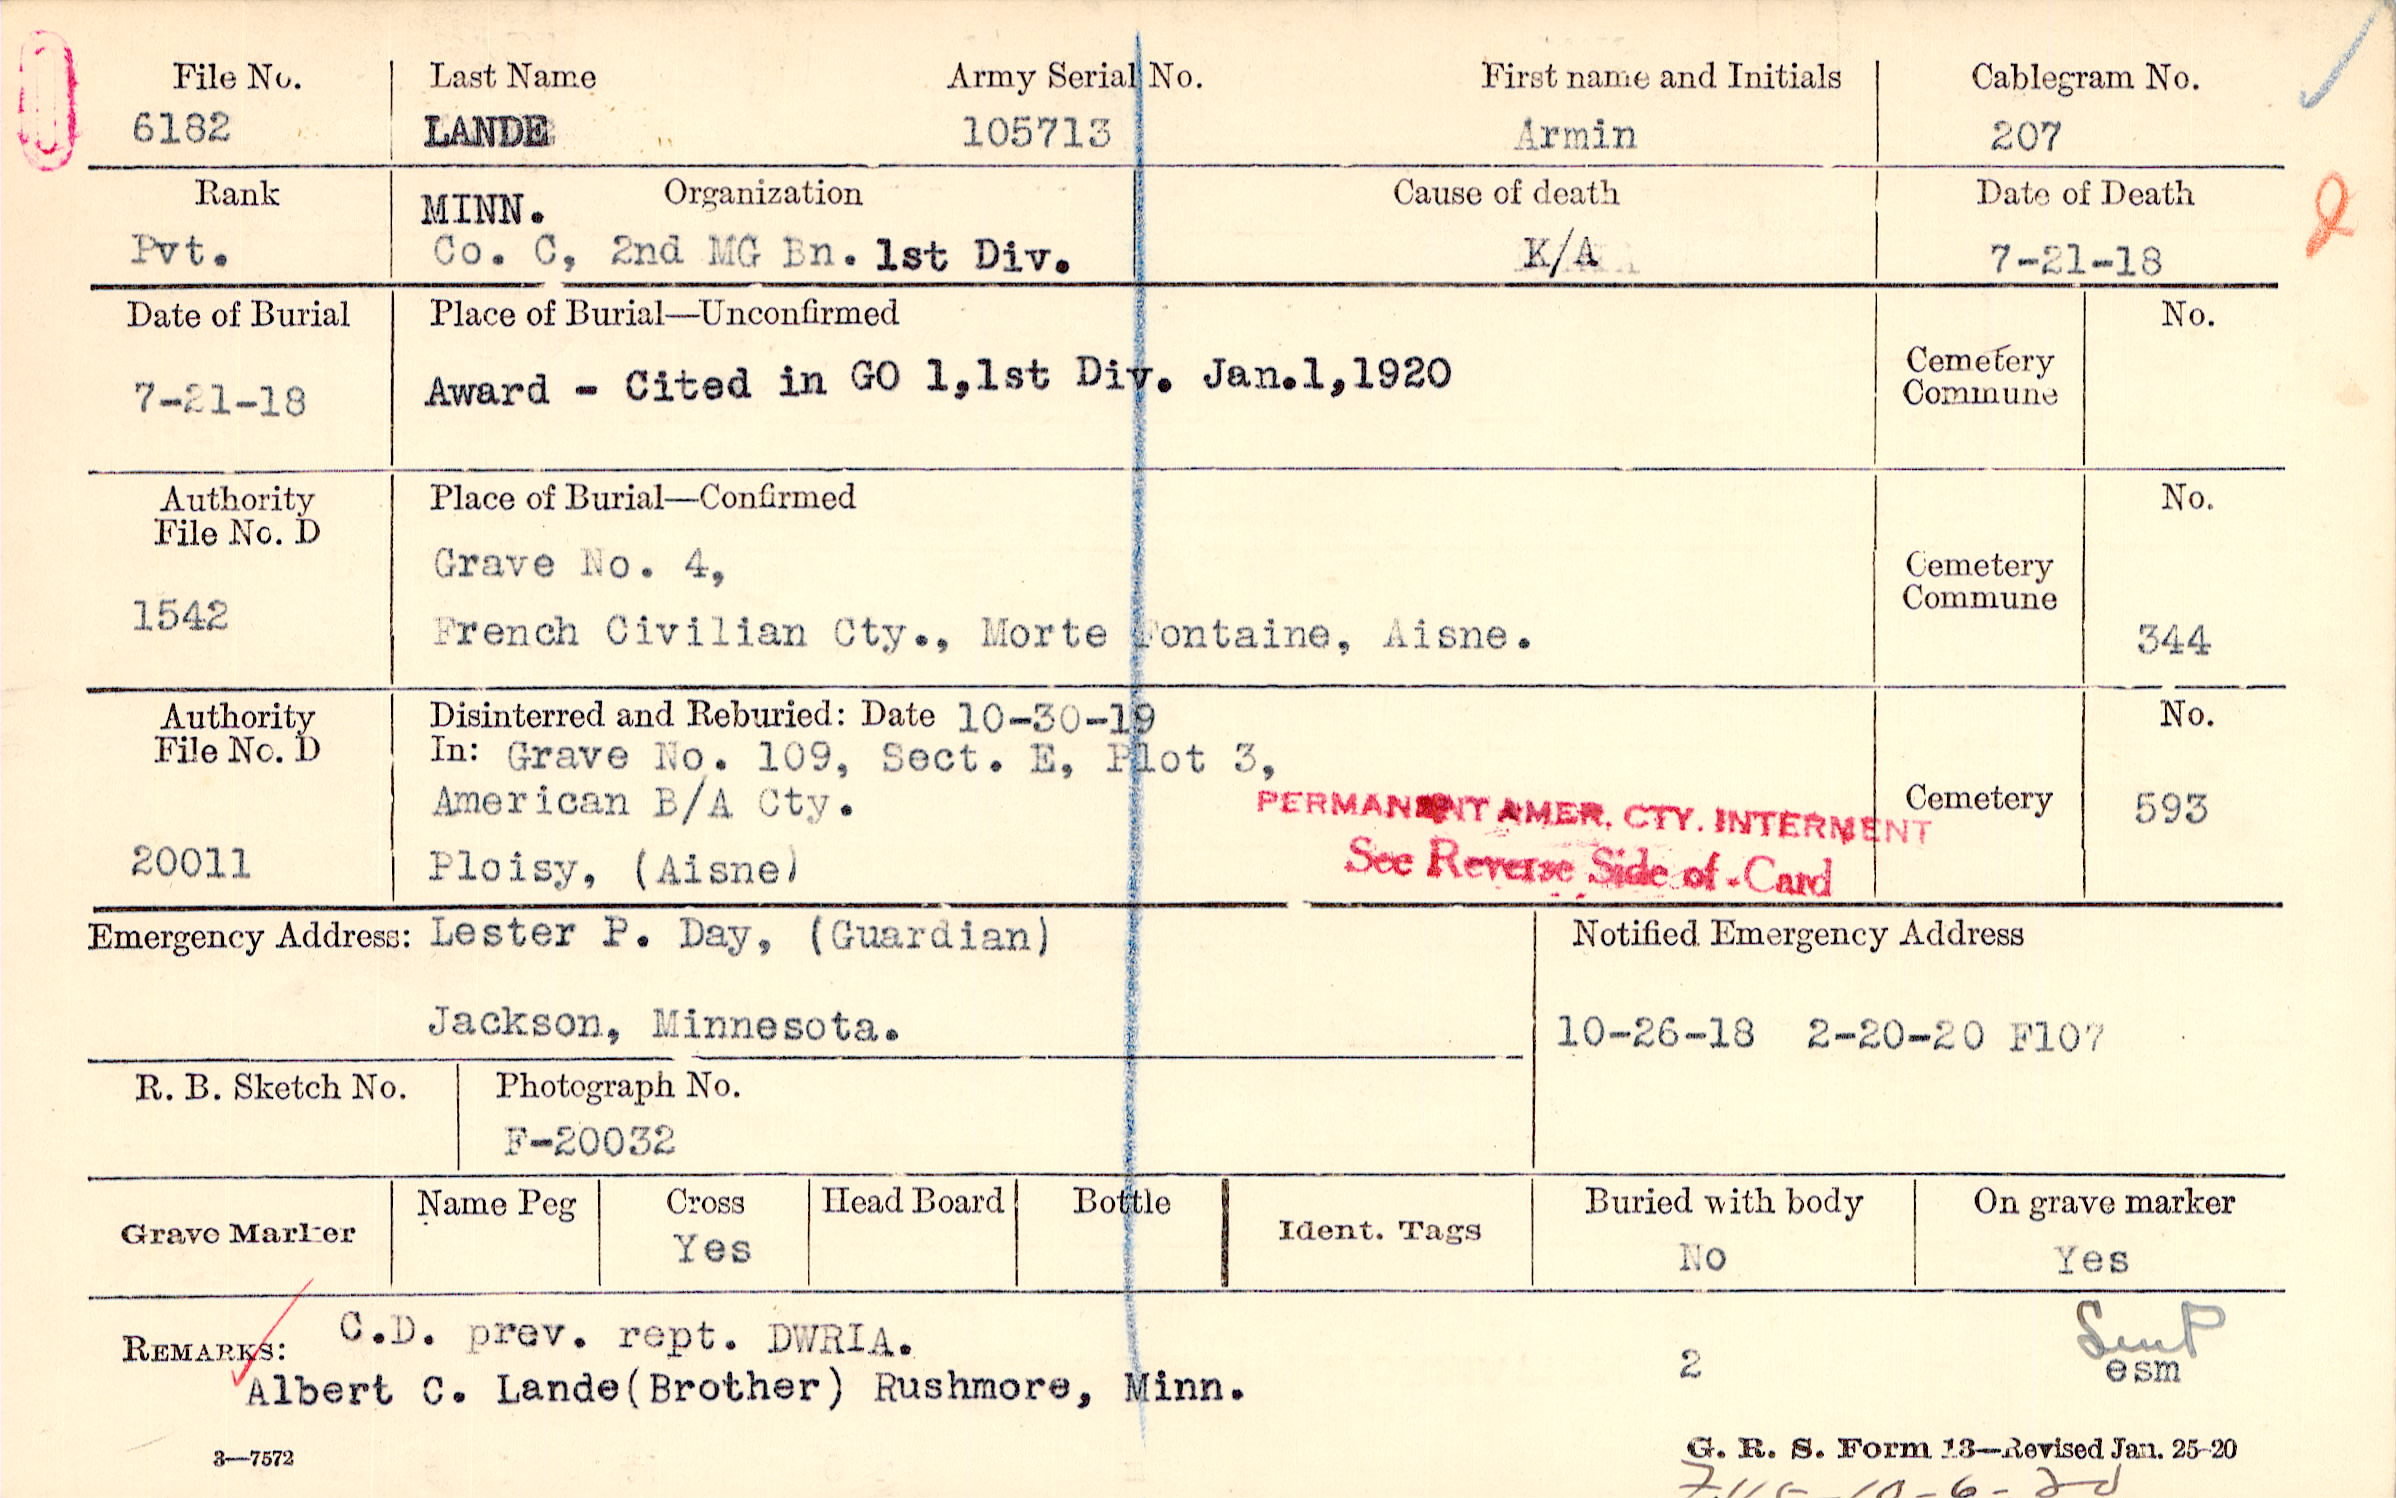 File No. Last Name Army Serial No. First name and Initials Cablegram No.
6182 LANDE 105713 Armin 207
Rank Organization Cause of death Date of Death
MINN.
Pvt. Co. C, 2nd MG Bn. 1st Div. K/A 7-21-18
Date of Burial Place of Burial—Unconfirmed No.
7-21-18 Award - Cited in GO 1,1st Div. Jan.1,1920 Cemetery
Commune
Authority Place of Burial—Confirmed No.
File No. D
Grave No. 4, Cemetery
Commune
1542 French Civilian Cty., Morte Fontaine, Aisne. 344
Authority Disinterred and Reburied: Date 10-30-19 No.
File No. D In: Grave No. 109, Sect. E, Plot 3,
American B/A Cty. Cemetery 593
PERMANENT AMER. CTY. INTERMENT
20011 Ploisy, (Aisne) See Reverse Side of Card
Emergency Address: Lester P. Day, (Guardian) Notified Emergency Address
Jackson, Minnesota. 10-26-18 2-20-20 F107
R. B. Sketch No. Photograph No.
F-20032
Grave Marker Name Peg Cross Head Board Bottle Ident. Tags Buried with body On grave marker
Yes No Yes
REMARKS: C.D. prev. rept. DWRIA.
2 esm
Albert C. Lande(Brother) Rushmore, Minn.
3—7572 G. R. S. Form 13—Revised Jan. 25-20